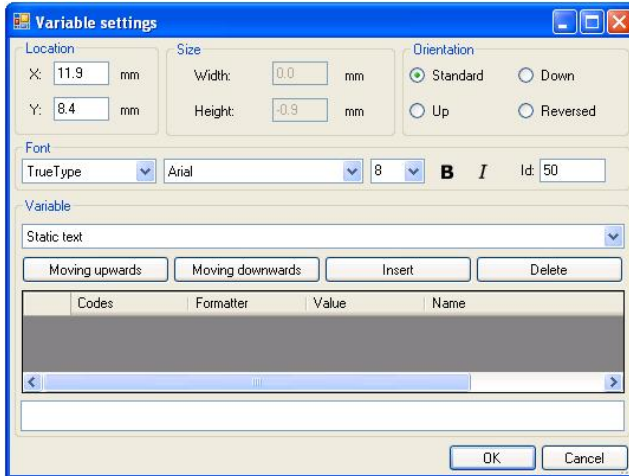 Variable settings
Location Size Orientation
X: 11.9 mm Width: 0.0 mm Standard Down
Y: 8.4 mm Height: -0.9 mm Up Reversed
Font
TrueType Arial 8 B I Id: 50
Variable
Static text
Moving upwards Moving downwards Insert Delete
Codes Formatter Value Name
OK Cancel